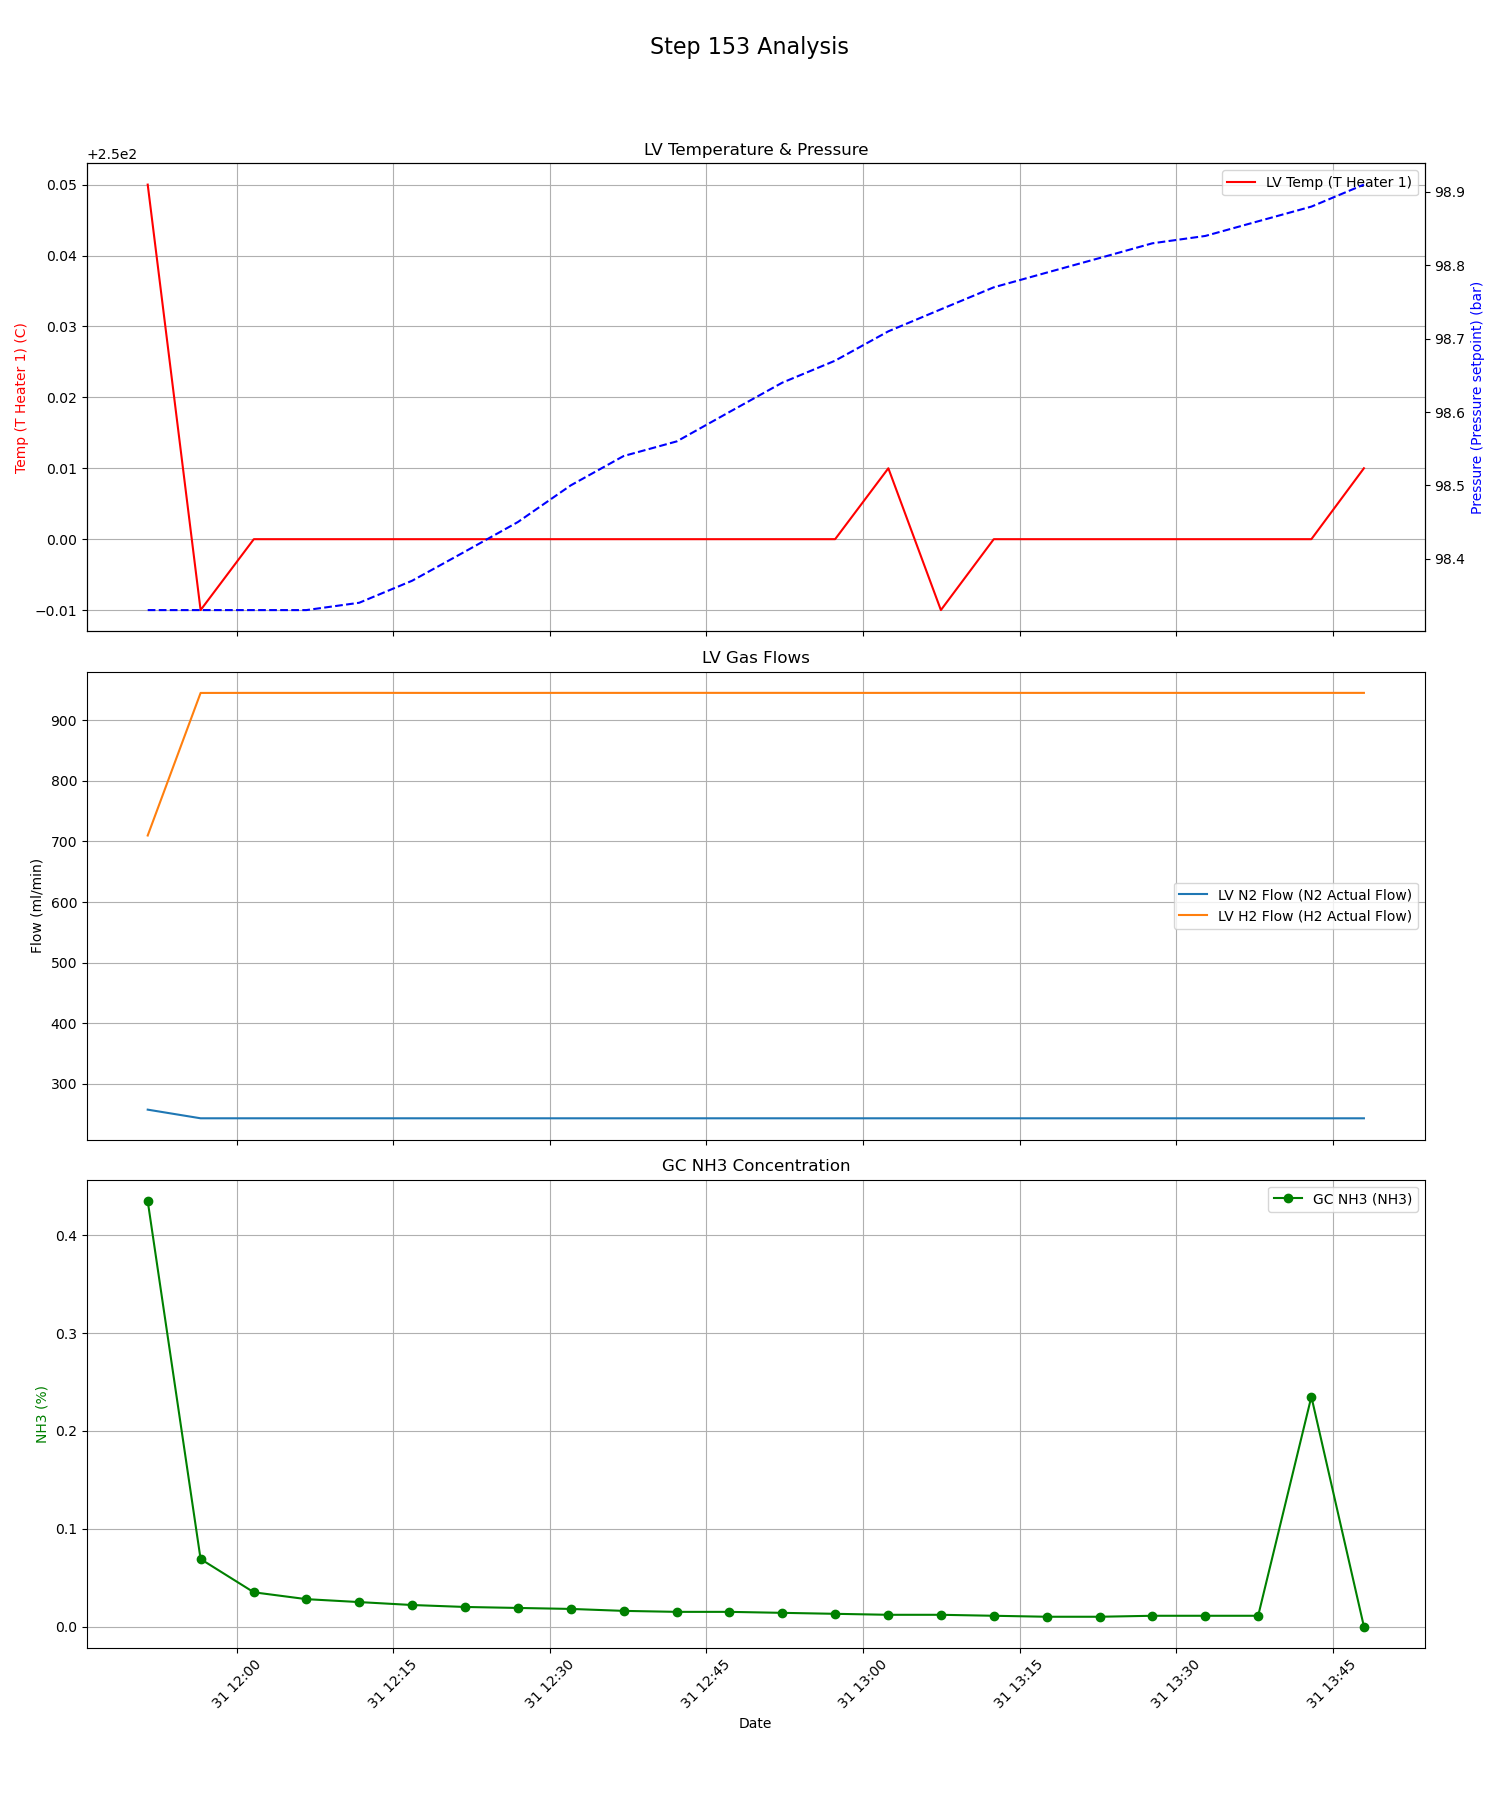 Step 153 Analysis
LV Temperature & Pressure
+2.5e2
LV Temp (T Heater 1)
Temp (T Heater 1) (C)
0.05
0.04
0.03
0.02
0.01
0.00
−0.01
98.9
98.8
98.7
98.6
98.5
98.4
Pressure (Pressure setpoint) (bar)
LV Gas Flows
Flow (ml/min)
900
800
700
600
500
400
300
LV N2 Flow (N2 Actual Flow)
LV H2 Flow (H2 Actual Flow)
GC NH3 Concentration
GC NH3 (NH3)
NH3 (%)
0.4
0.3
0.2
0.1
0.0
31 12:00
31 12:15
31 12:30
31 12:45
31 13:00
31 13:15
31 13:30
31 13:45
Date